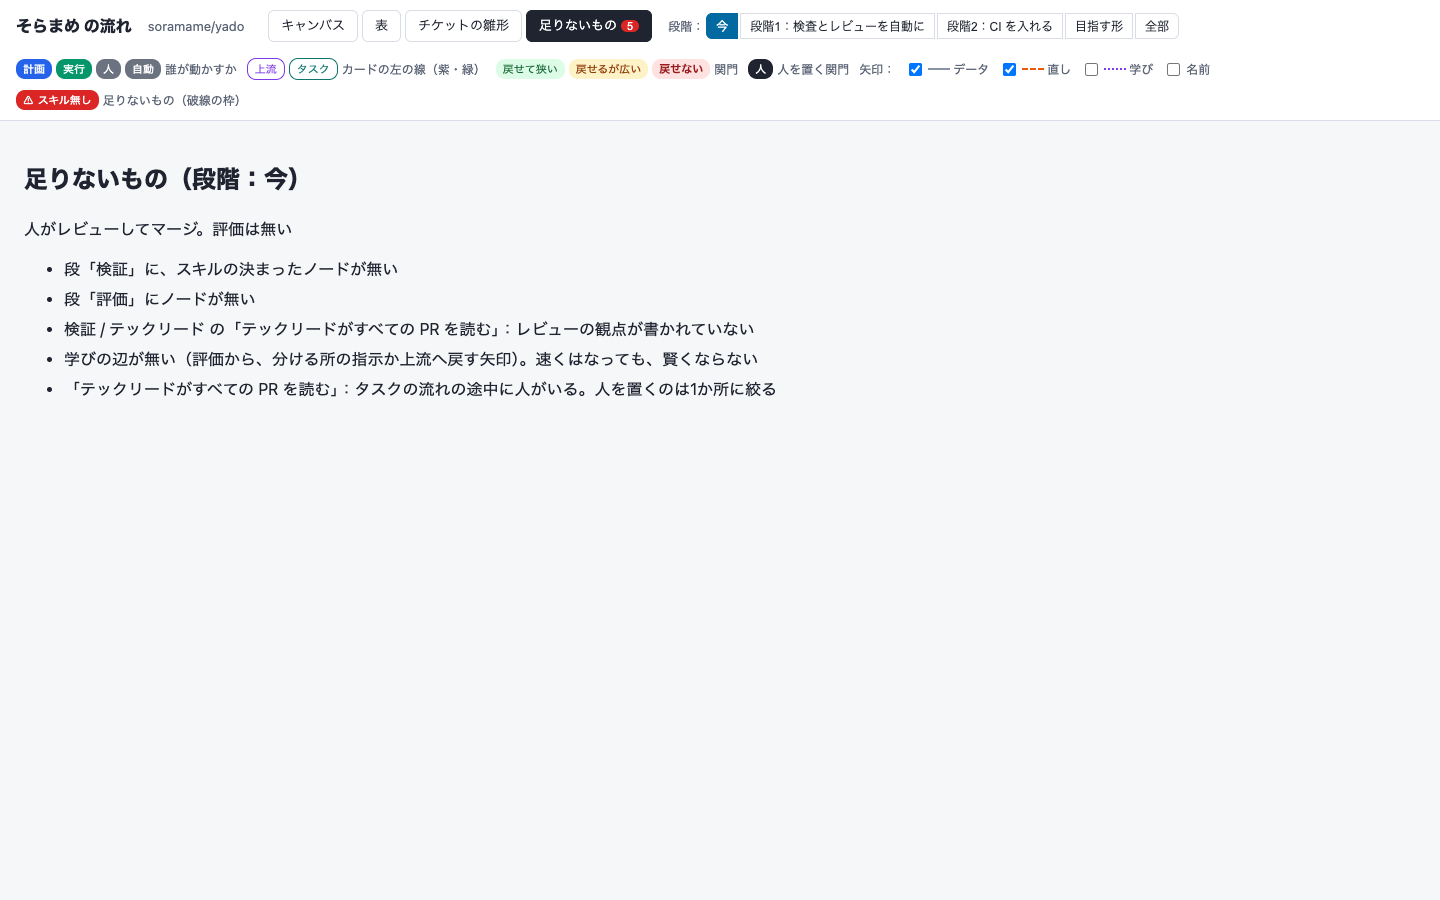 そらまめ の流れ soramame/yado キャンバス 表 チケットの雛形 足りないもの 5 段階： 今 段階1：検査とレビューを自動に 段階2：CI を入れる 目指す形 全部
計画 実行 人 自動 誰が動かすか 上流 タスク カードの左の線（紫・緑） 戻せて狭い 戻せるが広い 戻せない 関門 人 人を置く関門 矢印： データ 直し 学び 名前
⚠ スキル無し 足りないもの（破線の枠）
足りないもの（段階：今）
人がレビューしてマージ。評価は無い
• 段「検証」に、スキルの決まったノードが無い
• 段「評価」にノードが無い
• 検証 / テックリード の「テックリードがすべての PR を読む」：レビューの観点が書かれていない
• 学びの辺が無い（評価から、分ける所の指示か上流へ戻す矢印）。速くはなっても、賢くならない
• 「テックリードがすべての PR を読む」：タスクの流れの途中に人がいる。人を置くのは1か所に絞る